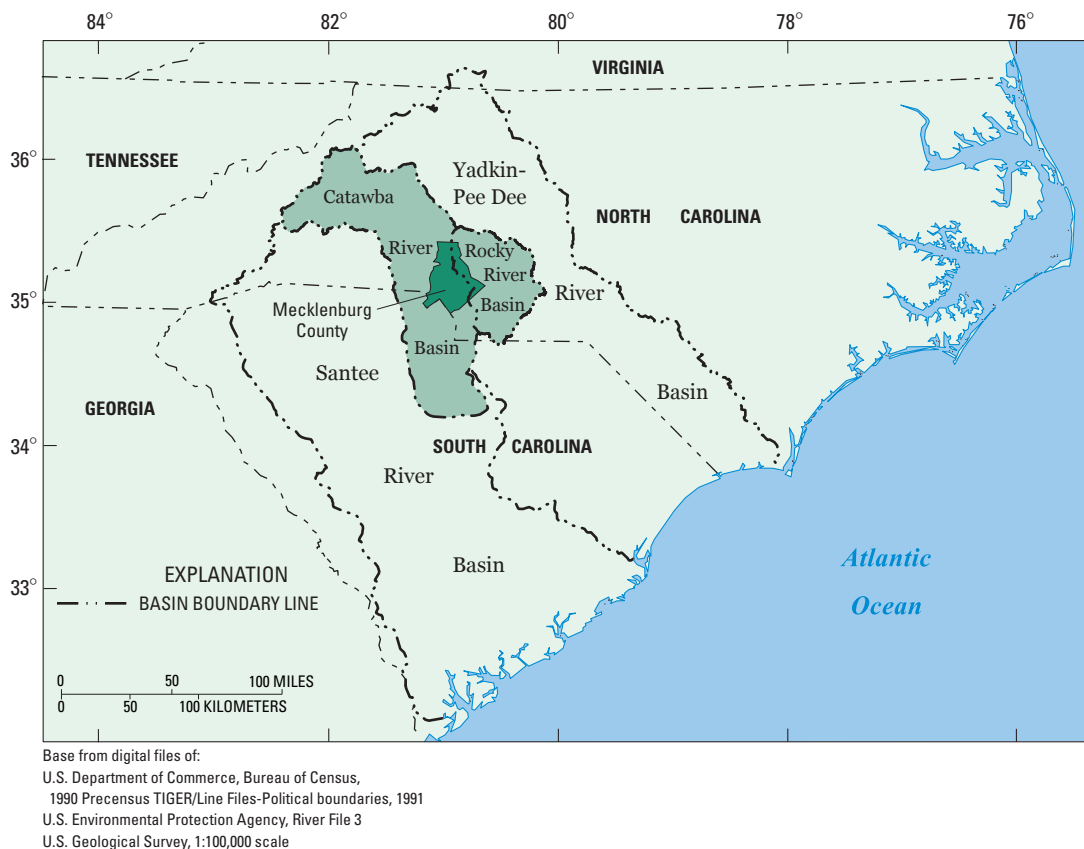 84° 82° 80° 78° 76°
VIRGINIA
36°
TENNESSEE
Yadkin-
Pee Dee
Catawba
NORTH CAROLINA
River
Rocky
River
35°
Mecklenburg
County
Basin
River
Basin
Santee
Basin
GEORGIA
34°
SOUTH CAROLINA
River
33°
Basin
Atlantic
Ocean
EXPLANATION
BASIN BOUNDARY LINE
0 50 100 MILES
0 50 100 KILOMETERS
Base from digital files of:
U.S. Department of Commerce, Bureau of Census,
1990 Precensus TIGER/Line Files-Political boundaries, 1991
U.S. Environmental Protection Agency, River File 3
U.S. Geological Survey, 1:100,000 scale